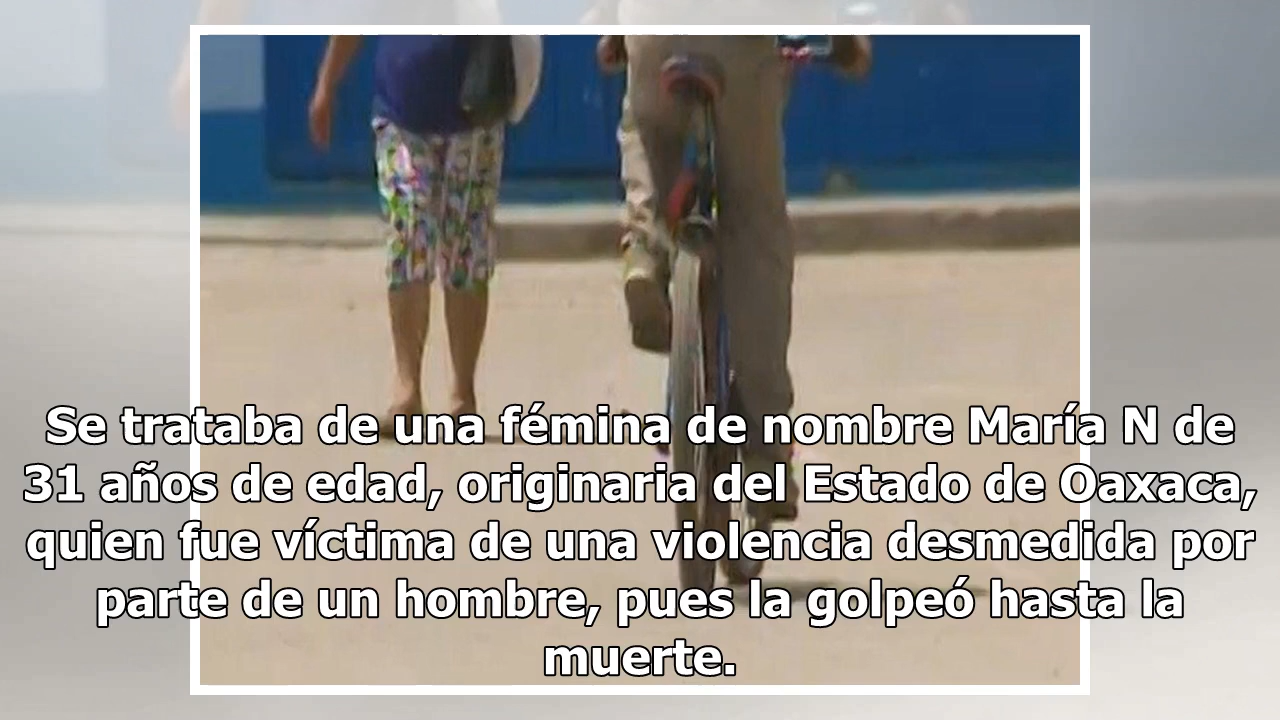 Se trataba de una fémina de nombre María N de
31 años de edad, originaria del Estado de Oaxaca,
quien fue víctima de una violencia desmedida por
parte de un hombre, pues la golpeó hasta la
muerte.